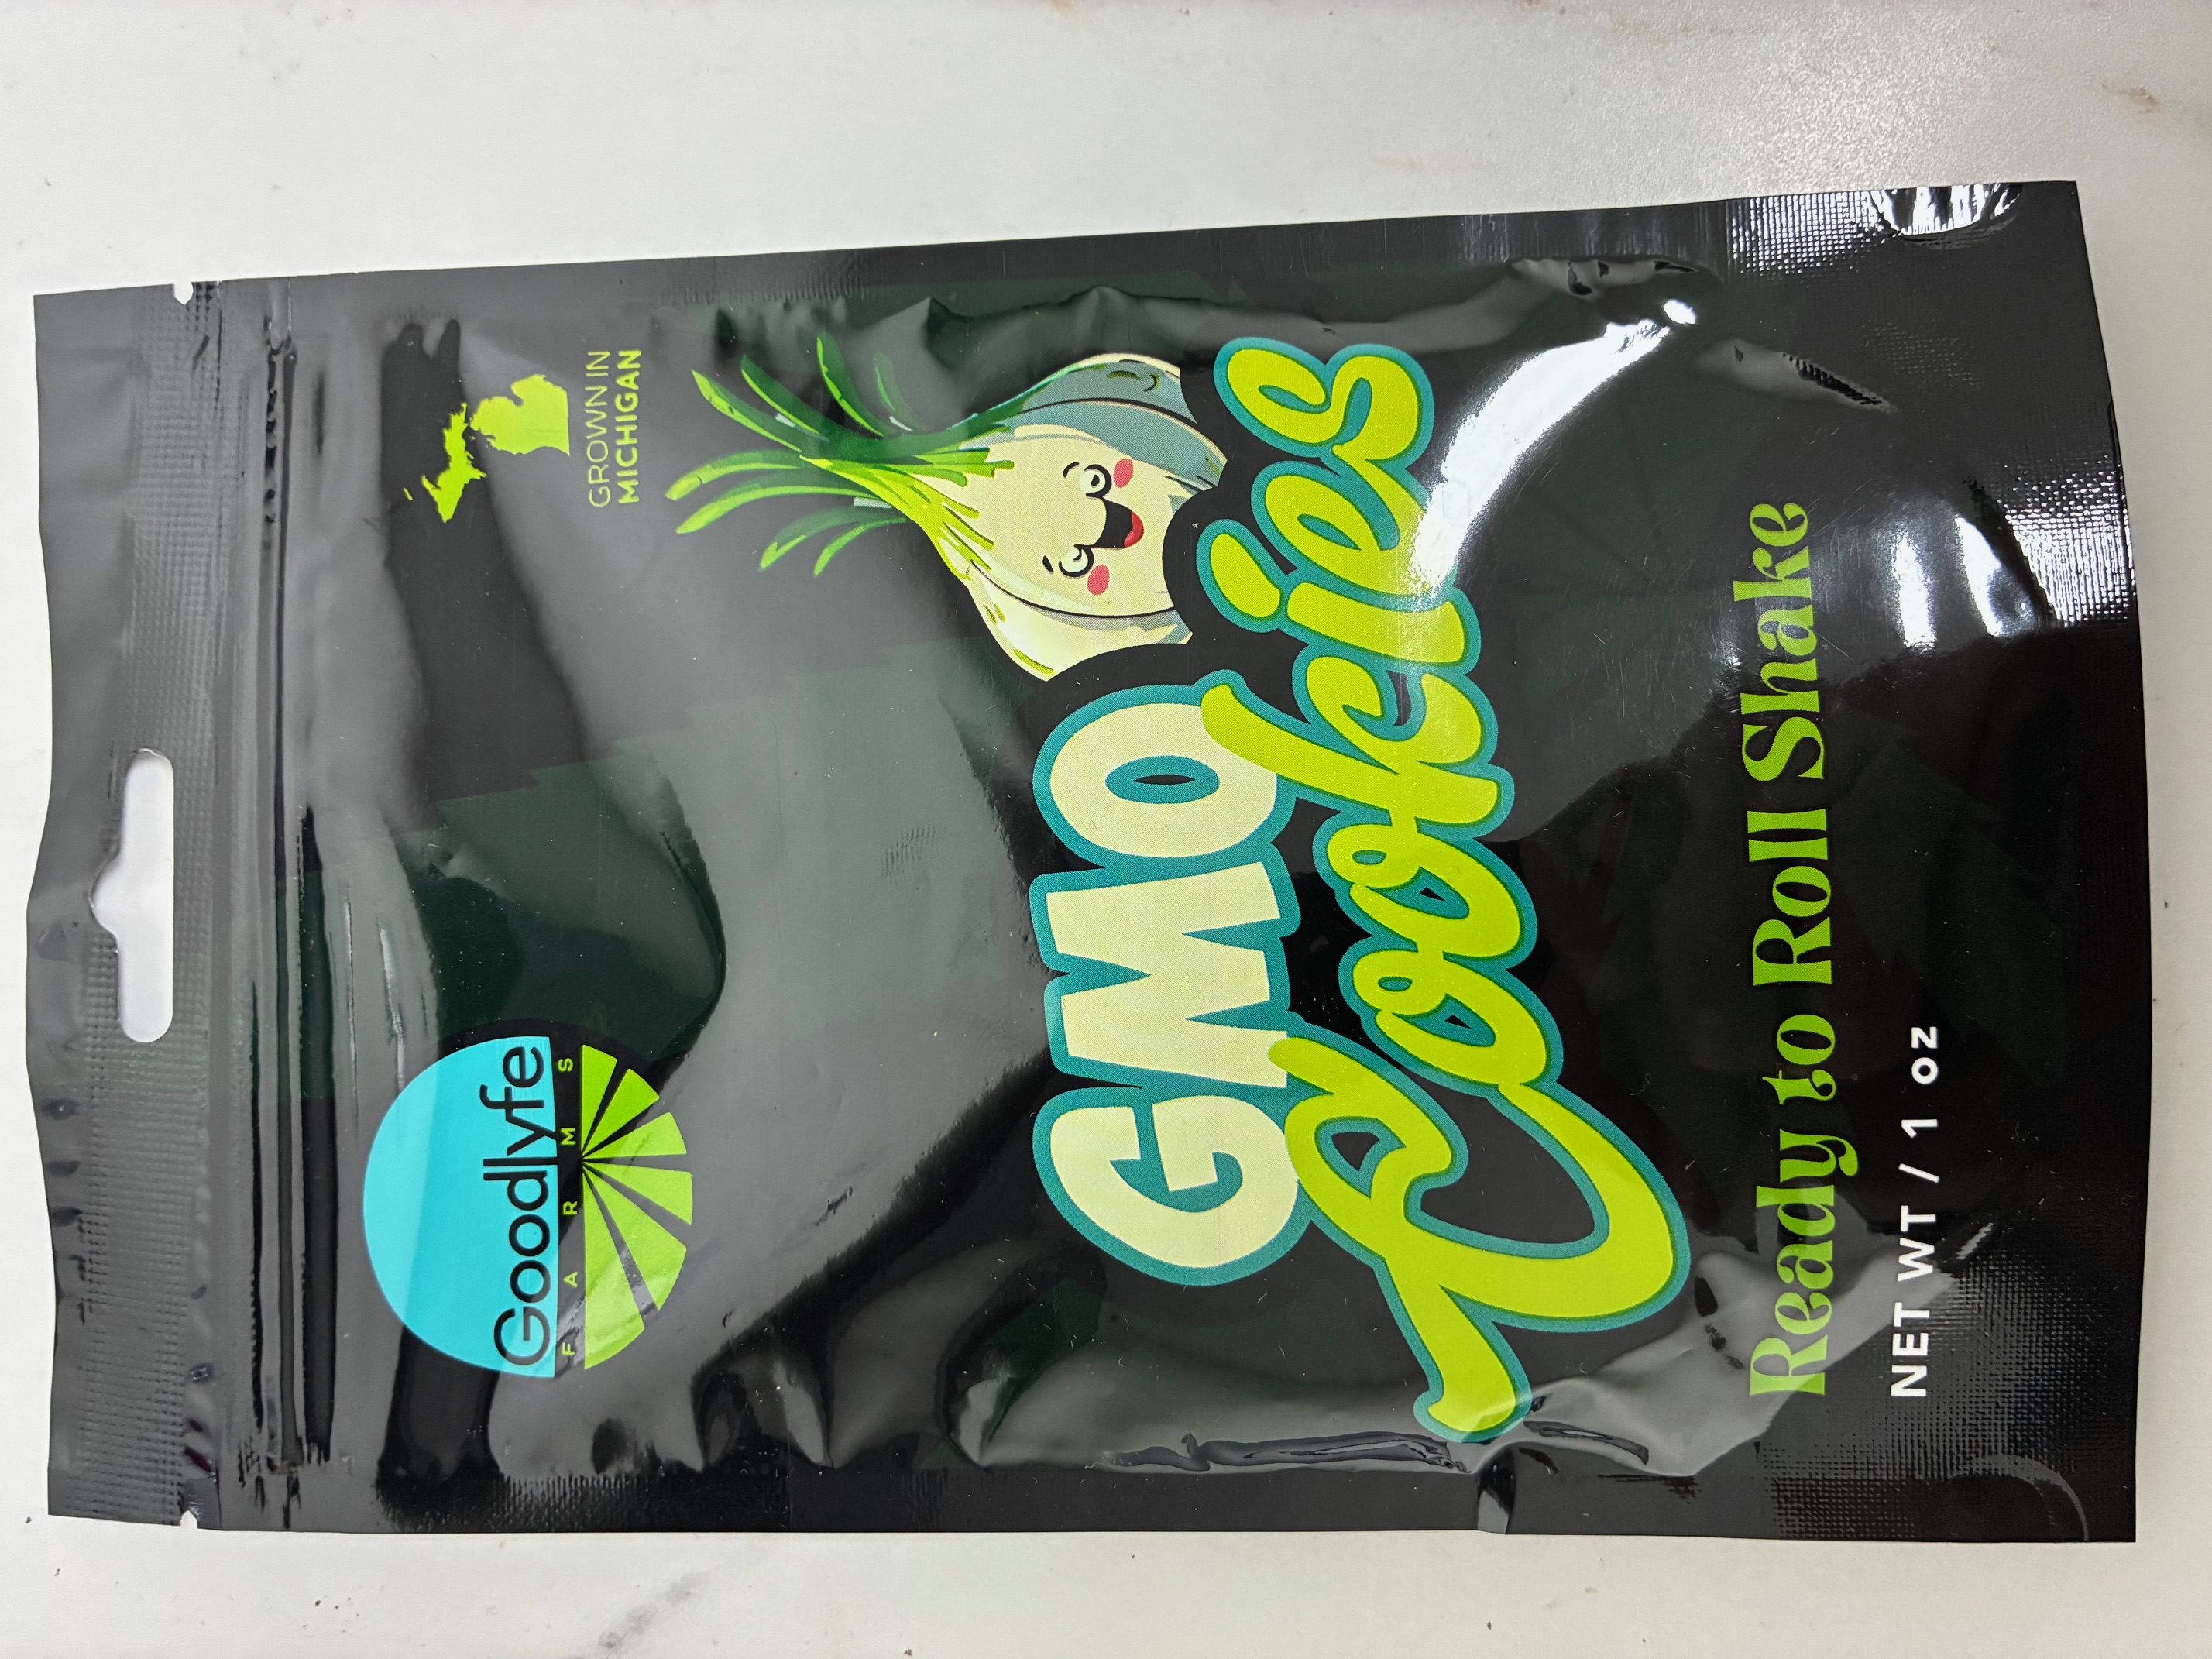 Goodlyfe
FARMS
GROWN IN
MICHIGAN
GMO
Cookies
Ready to Roll Shake
NET WT / 1 oz